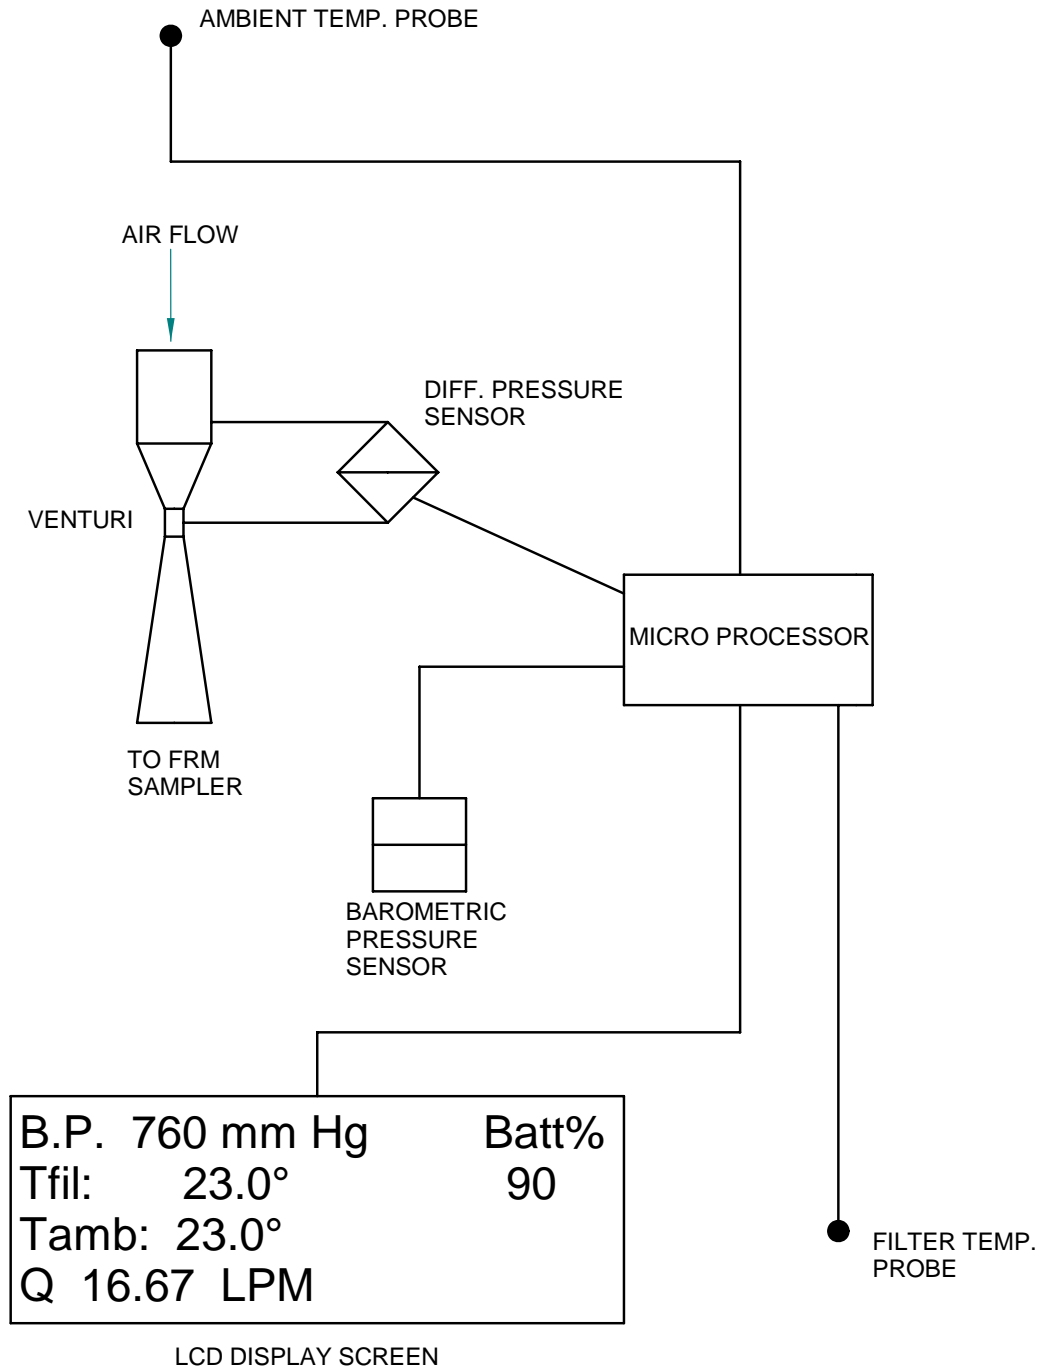 AMBIENT TEMP. PROBE
AIR FLOW
DIFF. PRESSURE
SENSOR
VENTURI
MICRO PROCESSOR
TO FRM
SAMPLER
BAROMETRIC
PRESSURE
SENSOR
B.P. 760 mm Hg Batt%
Tfil: 23.0° 90
Tamb: 23.0°
Q 16.67 LPM
FILTER TEMP.
PROBE
LCD DISPLAY SCREEN